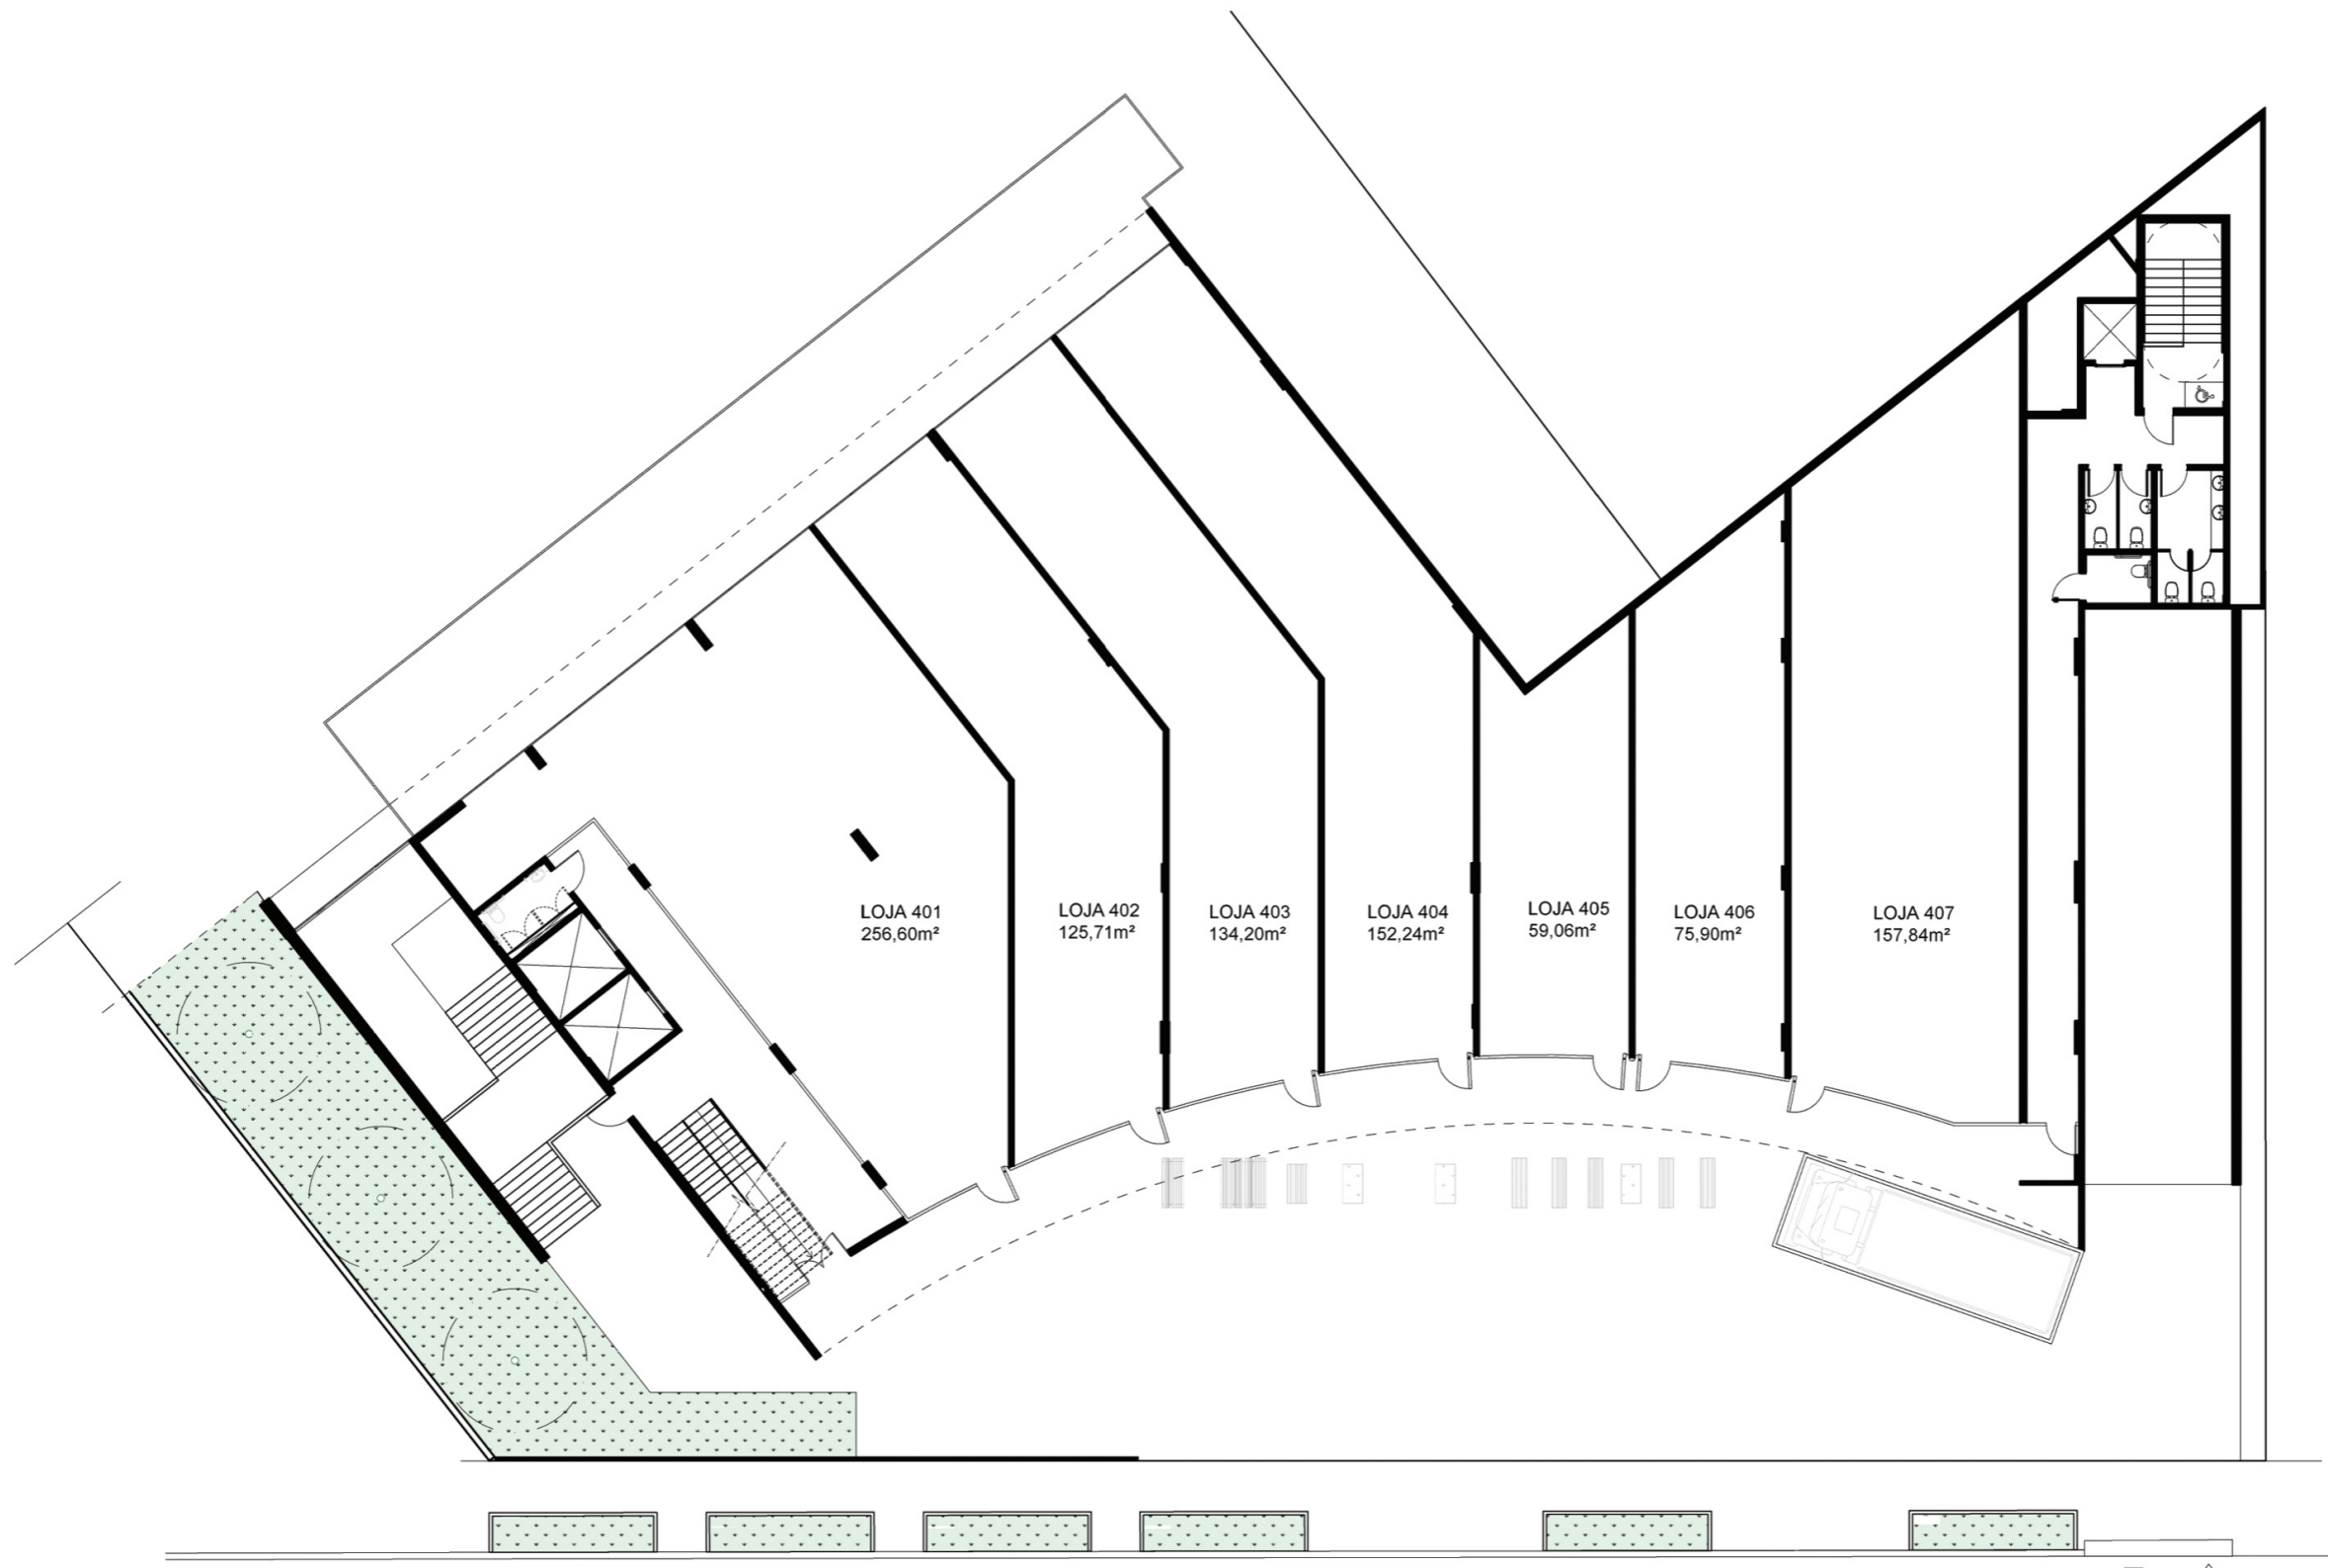 LOJA 401
256,60m²
LOJA 402
125,71m²
LOJA 403
134,20m²
LOJA 404
152,24m²
LOJA 405
59,06m²
LOJA 406
75,90m²
LOJA 407
157,84m²